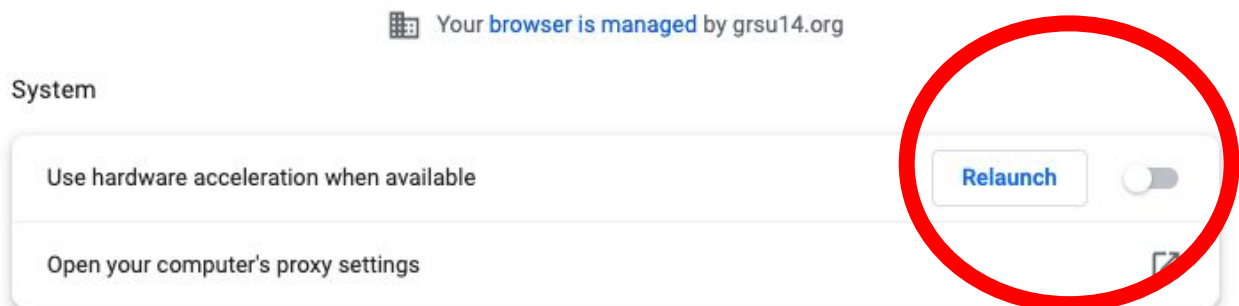 Your browser is managed by grsu14.org
System
Use hardware acceleration when available Relaunch
Open your computer's proxy settings